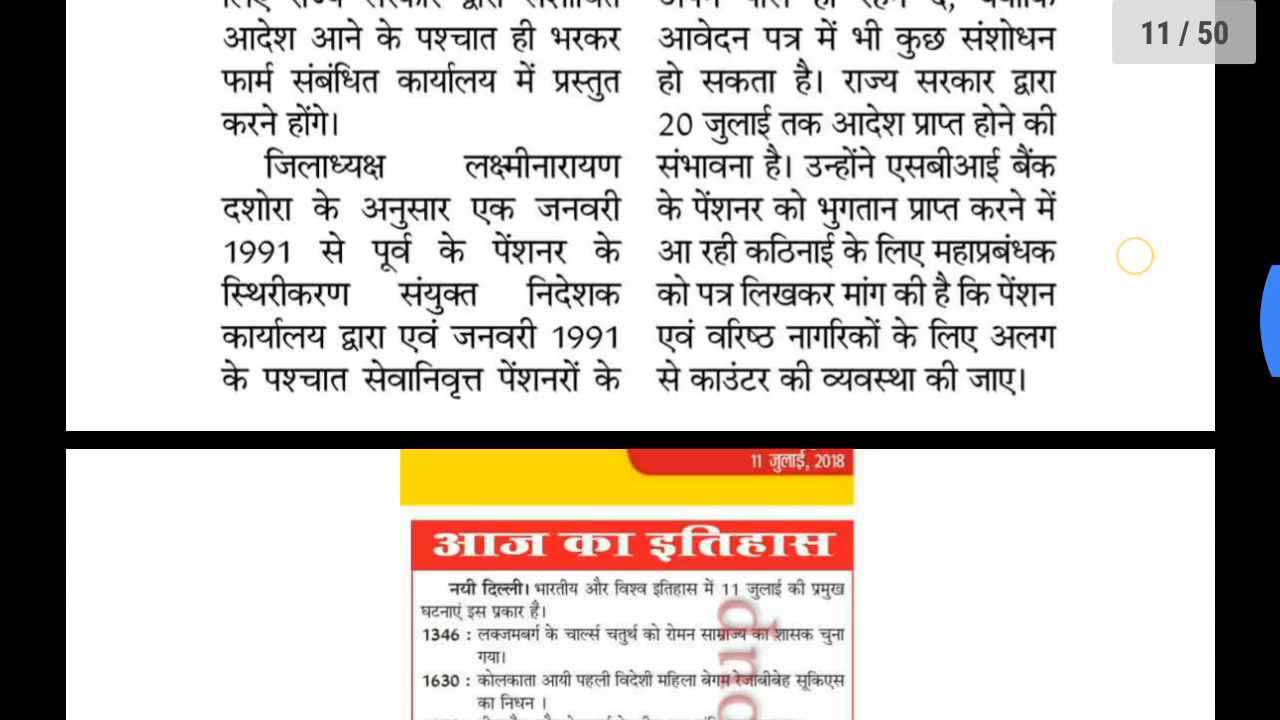 आदेश आने के पश्चात ही भरकर
फार्म संबंधित कार्यालय में प्रस्तुत
करने होंगे।
जिलाध्यक्ष लक्ष्मीनारायण
दशोरा के अनुसार एक जनवरी
1991 से पूर्व के पेंशनर के
स्थिरीकरण संयुक्त निदेशक
कार्यालय द्वारा एवं जनवरी 1991
के पश्चात सेवानिवृत्त पेंशनरों के
आवेदन पत्र में भी कुछ संशोधन
हो सकता है। राज्य सरकार द्वारा
20 जुलाई तक आदेश प्राप्त होने की
संभावना है। उन्होंने एसबीआई बैंक
के पेंशनर को भुगतान प्राप्त करने में
आ रही कठिनाई के लिए महाप्रबंधक
को पत्र लिखकर मांग की है कि पेंशन
एवं वरिष्ठ नागरिकों के लिए अलग
से काउंटर की व्यवस्था की जाए।
11 / 50
11 जुलाई, 2018
आज का इतिहास
नयी दिल्ली। भारतीय और विश्व इतिहास में 11 जुलाई की प्रमुख
घटनाएं इस प्रकार हैं।
1346 : लक्जमबर्ग के चार्ल्स चतुर्थ को रोमन साम्राज्य का शासक चुना
गया।
1630 : कोलकाता आयी पहली विदेशी महिला बेगम रेजाबीबेह सूकिएस
का निधन ।